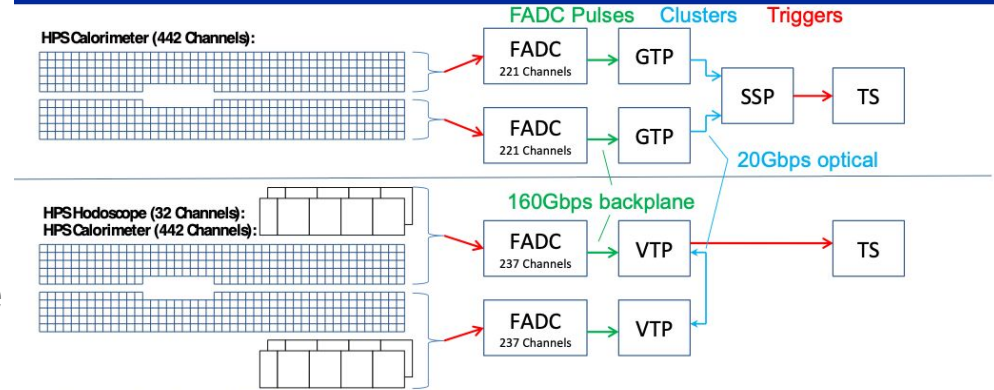 FADC Pulses Clusters Triggers
HPS Calorimeter (442 Channels):
FADC
221 Channels
GTP
SSP
TS
FADC
221 Channels
GTP
20Gbps optical
160Gbps backplane
HPS Hodoscope (32 Channels):
HPS Calorimeter (442 Channels):
FADC
237 Channels
VTP
TS
FADC
237 Channels
VTP